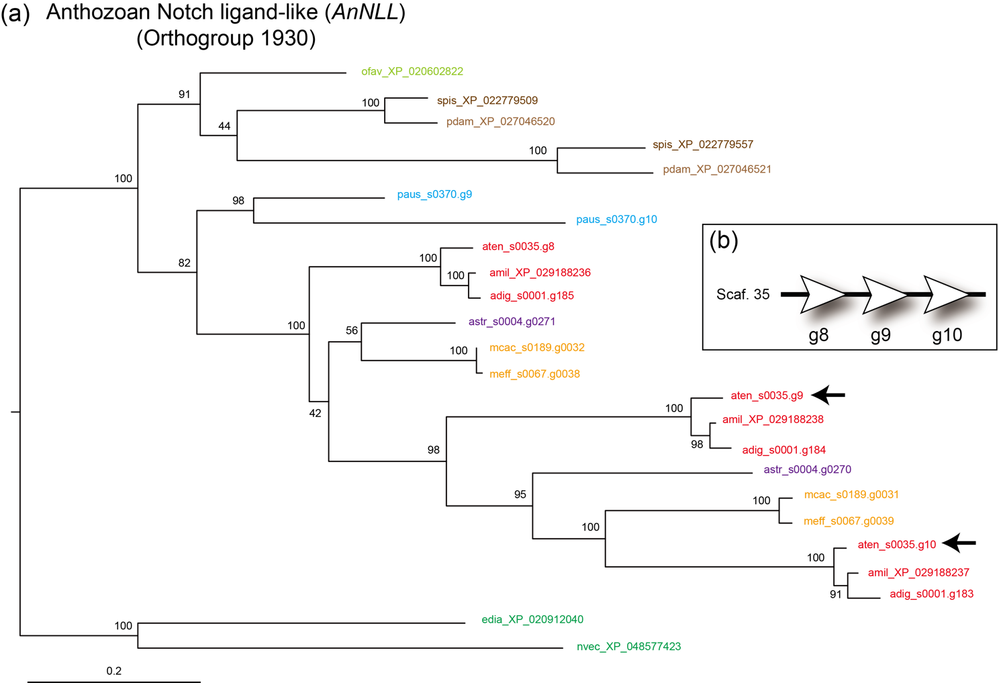 (a) Anthozoan Notch ligand-like (AnNLL)
(Orthogroup 1930)
ofav_XP_020602822
91
spis_XP_022779509
100
pdam_XP_027046520
44
spis_XP_022779557
100
pdam_XP_027046521
100
paus_s0370.g9
98
paus_s0370.g10
82
aten_s0035.g8
100
amil_XP_029188236
100
adig_s0001.g185
100
astr_s0004.g0271
56
mcac_s0189.g0032
100
meff_s0067.g0038
42
aten_s0035.g9
100
amil_XP_029188238
98
adig_s0001.g184
98
astr_s0004.g0270
95
mcac_s0189.g0031
100
meff_s0067.g0039
100
aten_s0035.g10
100
amil_XP_029188237
91
adig_s0001.g183
edia_XP_020912040
100
nvec_XP_048577423
0.2
(b)
Scaf. 35
g8 g9 g10